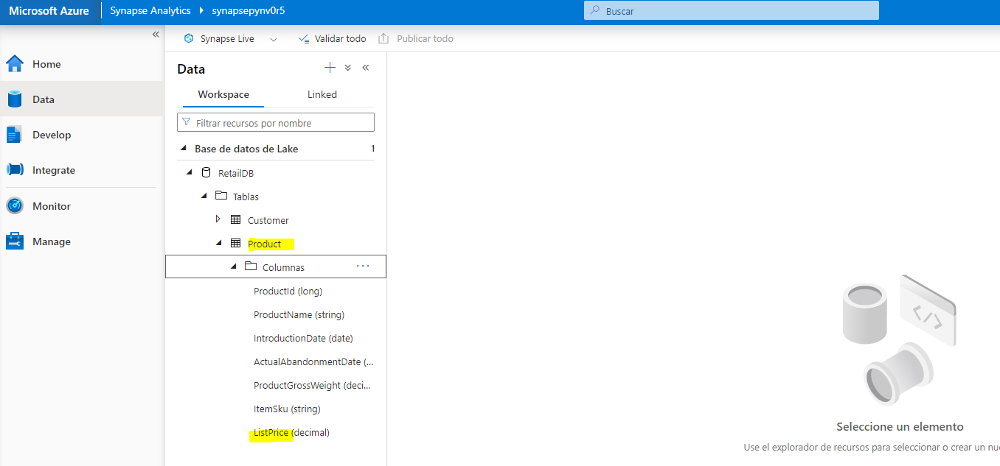 Microsoft Azure
Synapse Analytics
synapsepynv0r5
Buscar
Synapse Live
Validar todo
Publicar todo
Home
Data
Develop
Integrate
Monitor
Manage
Data
Workspace
Linked
Filtrar recursos por nombre
Base de datos de Lake 1
RetailDB
Tablas
Customer
Product
Columnas ...
ProductId (long)
ProductName (string)
IntroductionDate (date)
ActualAbandonmentDate (...
ProductGrossWeight (deci...
ItemSku (string)
ListPrice (decimal)
Seleccione un elemento
Use el explorador de recursos para seleccionar o crear un nu